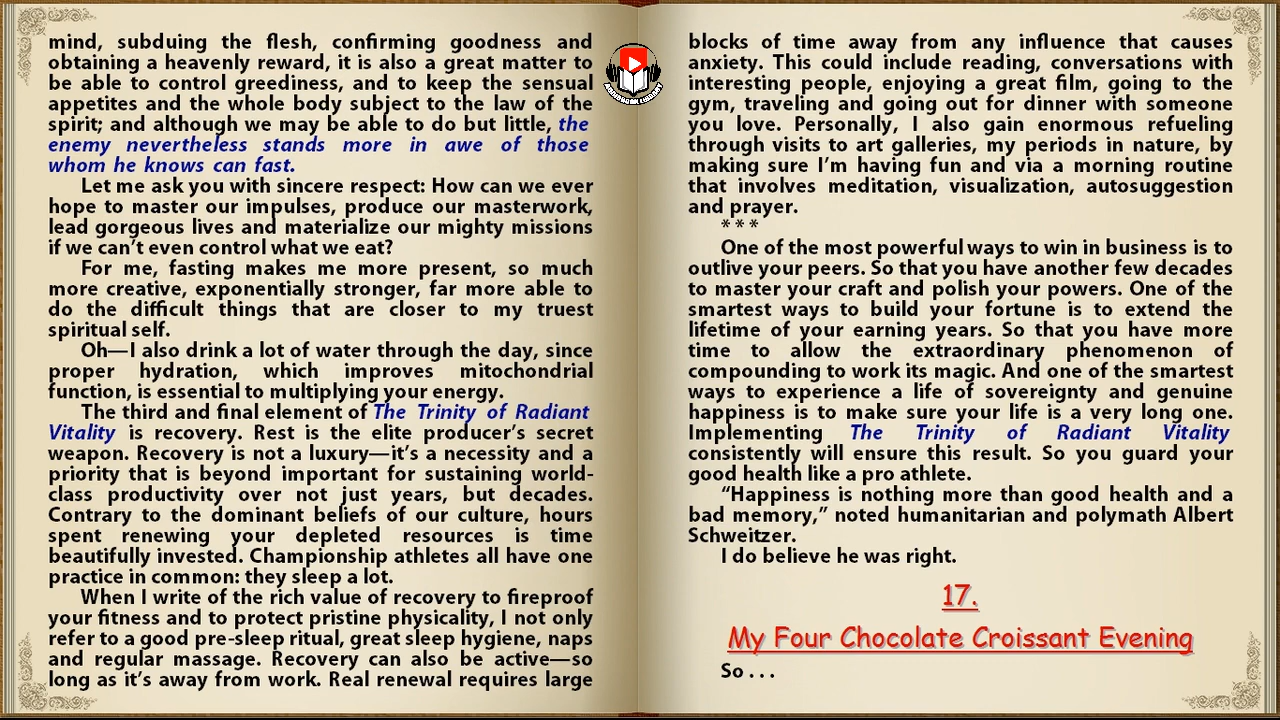 mind, subduing the flesh, confirming goodness and
obtaining a heavenly reward, it is also a great matter to
be able to control greediness, and to keep the sensual
appetites and the whole body subject to the law of the
spirit; and although we may be able to do but little, the
enemy nevertheless stands more in awe of those
whom he knows can fast.
Let me ask you with sincere respect: How can we ever
hope to master our impulses, produce our masterwork,
lead gorgeous lives and materialize our mighty missions
if we can’t even control what we eat?
For me, fasting makes me more present, so much
more creative, exponentially stronger, far more able to
do the difficult things that are closer to my truest
spiritual self.
Oh—I also drink a lot of water through the day, since
proper hydration, which improves mitochondrial
function, is essential to multiplying your energy.
The third and final element of The Trinity of Radiant
Vitality is recovery. Rest is the elite producer’s secret
weapon. Recovery is not a luxury—it’s a necessity and a
priority that is beyond important for sustaining world-
class productivity over not just years, but decades.
Contrary to the dominant beliefs of our culture, hours
spent renewing your depleted resources is time
beautifully invested. Championship athletes all have one
practice in common: they sleep a lot.
When I write of the rich value of recovery to fireproof
your fitness and to protect pristine physicality, I not only
refer to a good pre-sleep ritual, great sleep hygiene, naps
and regular massage. Recovery can also be active—so
long as it’s away from work. Real renewal requires large
blocks of time away from any influence that causes
anxiety. This could include reading, conversations with
interesting people, enjoying a great film, going to the
gym, traveling and going out for dinner with someone
you love. Personally, I also gain enormous refueling
through visits to art galleries, my periods in nature, by
making sure I’m having fun and via a morning routine
that involves meditation, visualization, autosuggestion
and prayer.
* * *
One of the most powerful ways to win in business is to
outlive your peers. So that you have another few decades
to master your craft and polish your powers. One of the
smartest ways to build your fortune is to extend the
lifetime of your earning years. So that you have more
time to allow the extraordinary phenomenon of
compounding to work its magic. And one of the smartest
ways to experience a life of sovereignty and genuine
happiness is to make sure your life is a very long one.
Implementing The Trinity of Radiant Vitality
consistently will ensure this result. So you guard your
good health like a pro athlete.
“Happiness is nothing more than good health and a
bad memory,” noted humanitarian and polymath Albert
Schweitzer.
I do believe he was right.
17.
My Four Chocolate Croissant Evening
So . . .